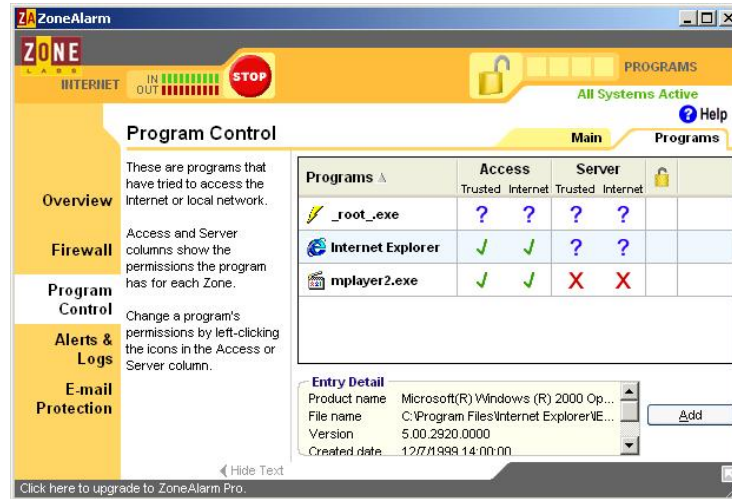 ZAZoneAlarm
ZONE
LABS
INTERNET
IN
OUT
STOP
PROGRAMS
All Systems Active
Help
Program Control
Main
Programs
Overview
Firewall
Program
Control
Alerts &
Logs
E-mail
Protection
These are programs that
have tried to access the
Internet or local network.
Access and Server
columns show the
permissions the program
has for each Zone.
Change a program's
permissions by left-clicking
the icons in the Access or
Server column.
Programs Access Server
Trusted Internet Trusted Internet
_root_.exe ? ? ? ?
Internet Explorer ? ?
mplayer2.exe X X
Entry Detail
Product name Microsoft(R) Windows (R) 2000 Op...
File name C:\Program Files\Internet Explorer\IE...
Version 5.00.2920.0000
Created date 12/7/1999 14:00:00
Add
Hide Text
Click here to upgrade to ZoneAlarm Pro.